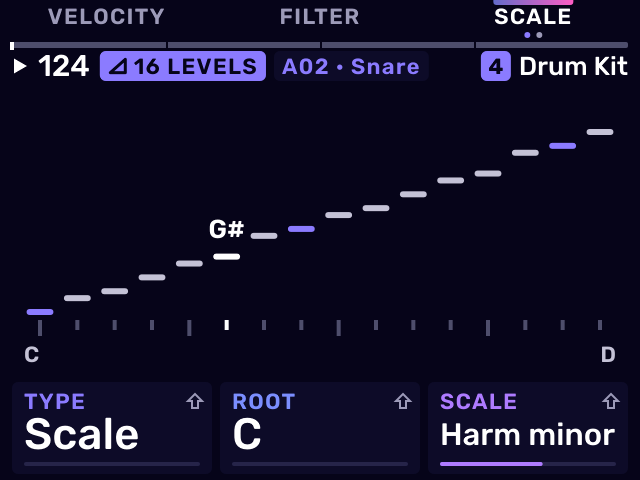 VELOCITY FILTER SCALE
124 16 LEVELS A02 • Snare 4 Drum Kit
G#
C D
TYPE ROOT SCALE
Scale C Harm minor